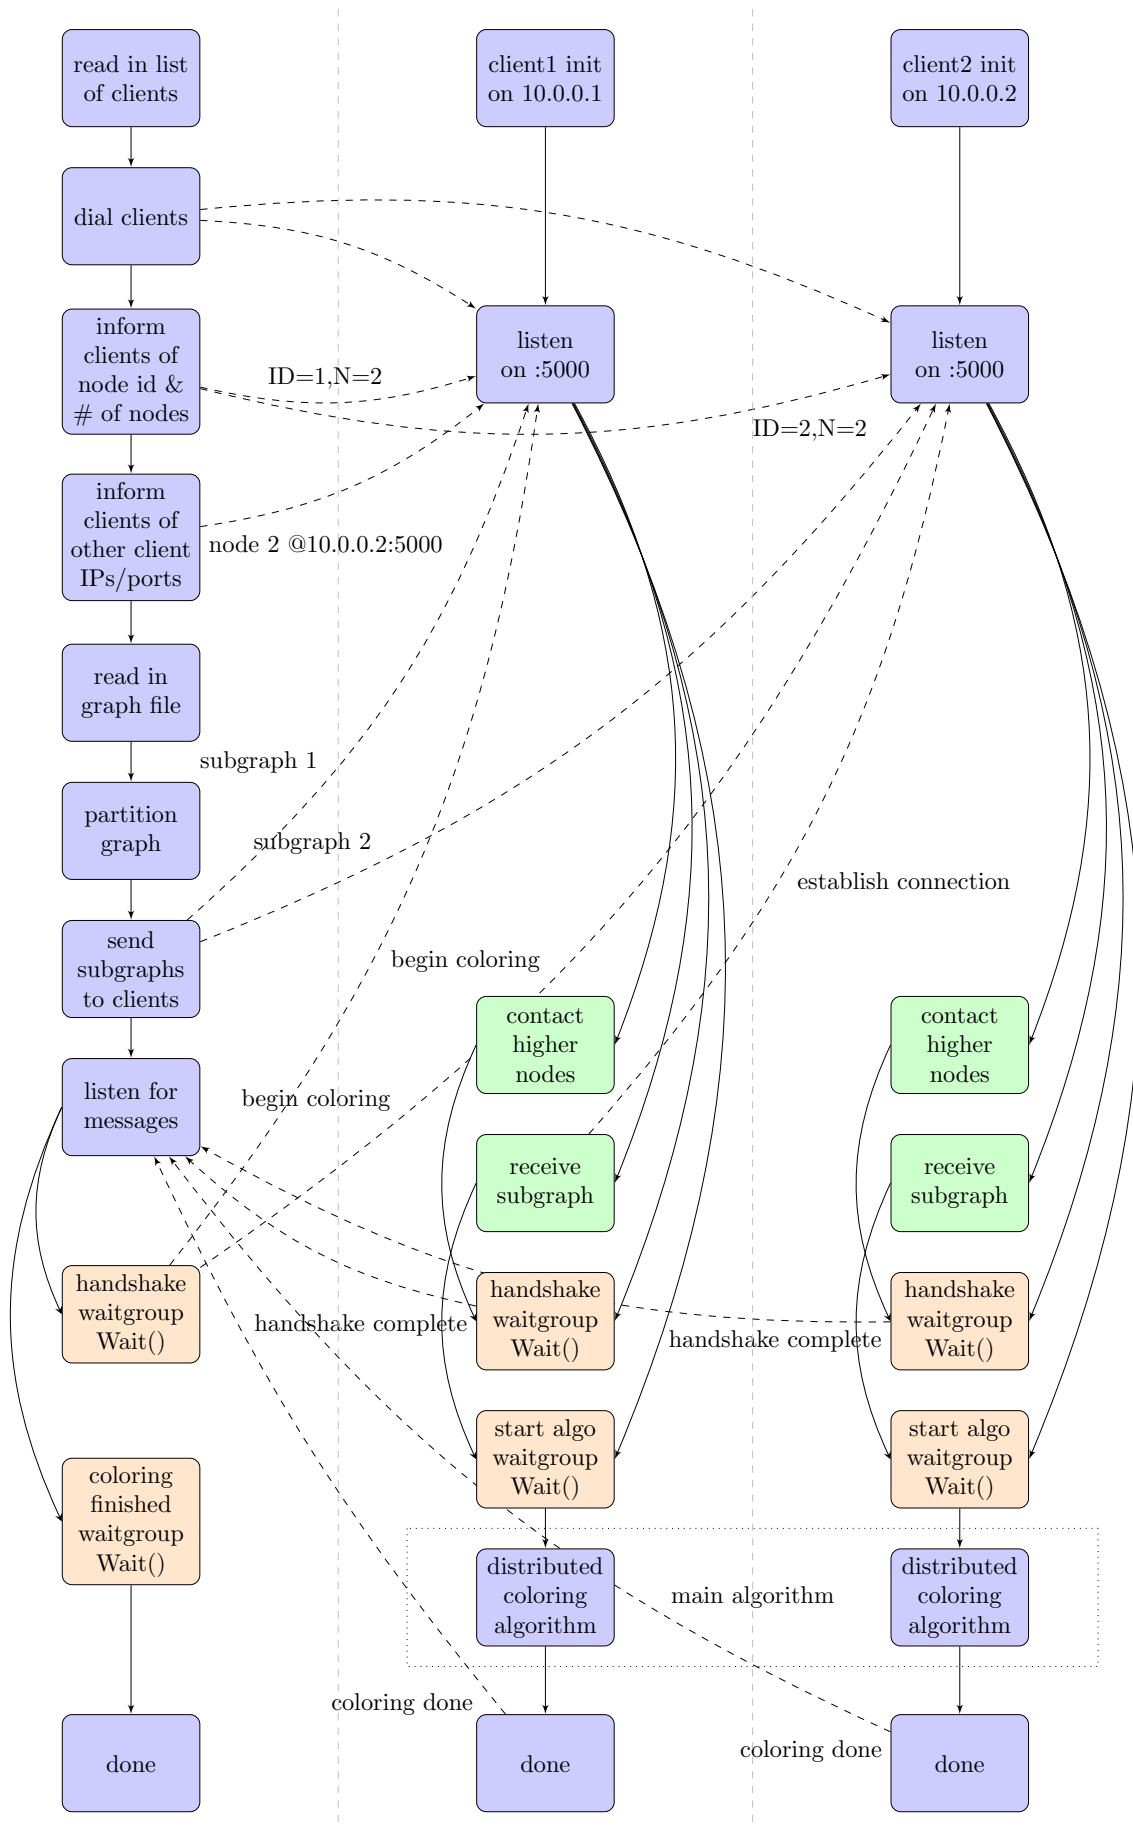 read in list
of clients
client1 init
on 10.0.0.1
client2 init
on 10.0.0.2
dial clients
inform
clients of
node id &
# of nodes
ID=1,N=2
listen
on :5000
listen
on :5000
ID=2,N=2
inform
clients of
other client
IPs/ports
node 2 @10.0.0.2:5000
read in
graph file
subgraph 1
partition
graph
subgraph 2
establish connection
send
subgraphs
to clients
begin coloring
contact
higher
nodes
contact
higher
nodes
listen for
messages
begin coloring
receive
subgraph
receive
subgraph
handshake
waitgroup
Wait()
handshake complete
handshake
waitgroup
Wait()
handshake complete
handshake
waitgroup
Wait()
start algo
waitgroup
Wait()
start algo
waitgroup
Wait()
coloring
finished
waitgroup
Wait()
distributed
coloring
algorithm
main algorithm
distributed
coloring
algorithm
coloring done
coloring done
done
done
done